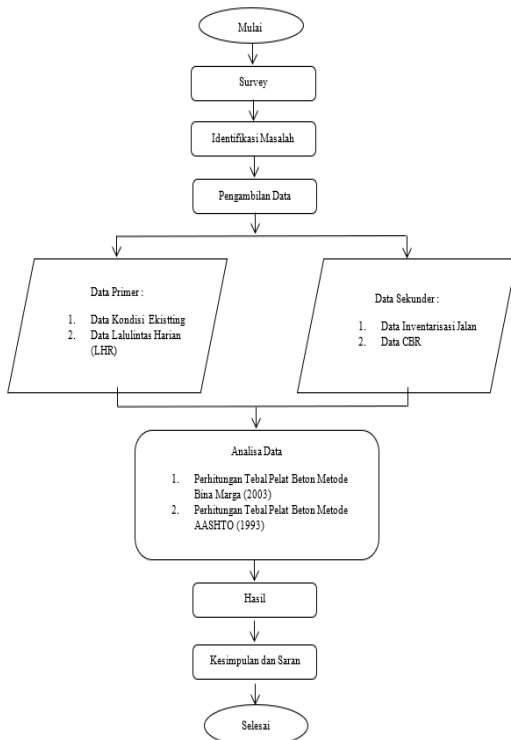 Mulai
Survey
Identifikasi Masalah
Pengambilan Data
Data Primer :
1. Data Kondisi Ekistting
2. Data Lalulintas Harian
(LHR)
Data Sekunder :
1. Data Inventarisasi Jalan
2. Data CBR
Analisa Data
1. Perhitungan Tebal Pelat Beton Metode
Bina Marga (2003)
2. Perhitungan Tebal Pelat Beton Metode
AASHTO (1993)
Hasil
Kesimpulan dan Saran
Selesai